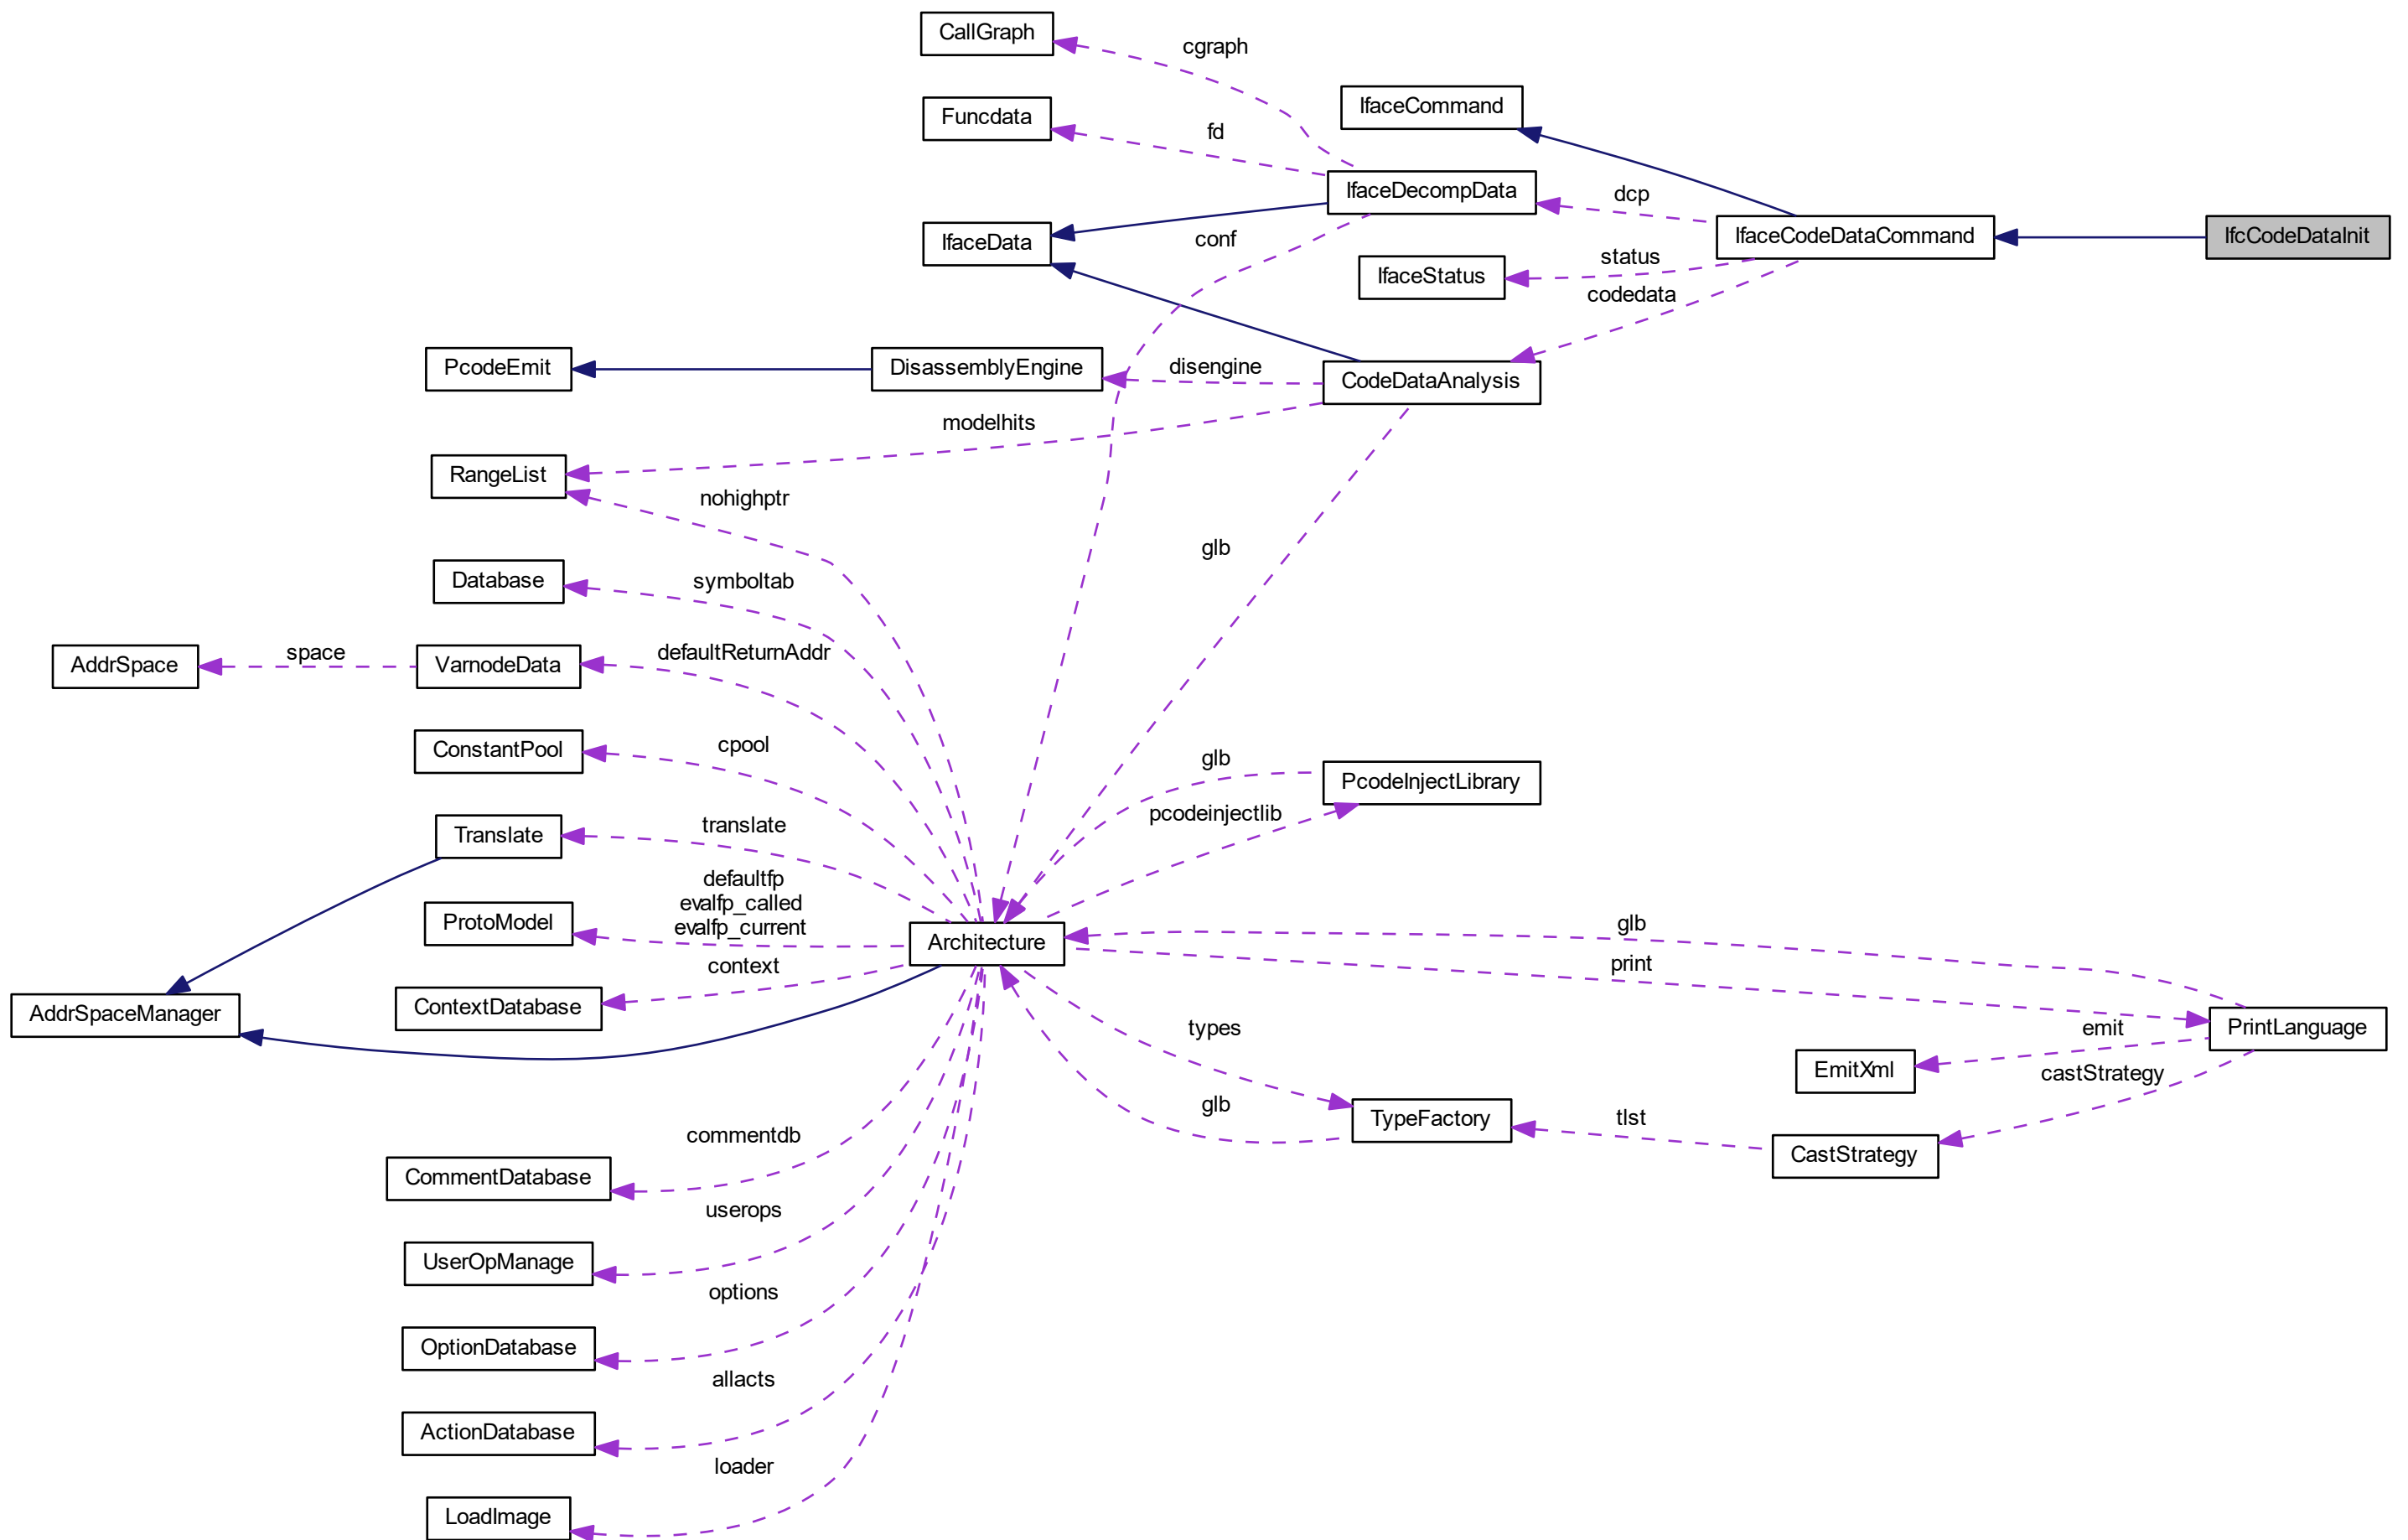 CallGraph
cgraph
IfaceCommand
Funcdata
fd
IfaceDecompData
dcp
IfaceData
conf
IfaceCodeDataCommand
IfcCodeDataInit
status
IfaceStatus
codedata
PcodeEmit
DisassemblyEngine
disengine
CodeDataAnalysis
modelhits
RangeList
nohighptr
glb
Database
symboltab
AddrSpace
space
VarnodeData
defaultReturnAddr
ConstantPool
cpool
glb
PcodeInjectLibrary
pcodeinjectlib
Translate
translate
defaultfp
evalfp_called
evalfp_current
ProtoModel
Architecture
glb
print
context
AddrSpaceManager
ContextDatabase
types
emit
PrintLanguage
EmitXml
castStrategy
glb
TypeFactory
tlst
CastStrategy
commentdb
CommentDatabase
userops
UserOpManage
options
OptionDatabase
allacts
ActionDatabase
loader
LoadImage